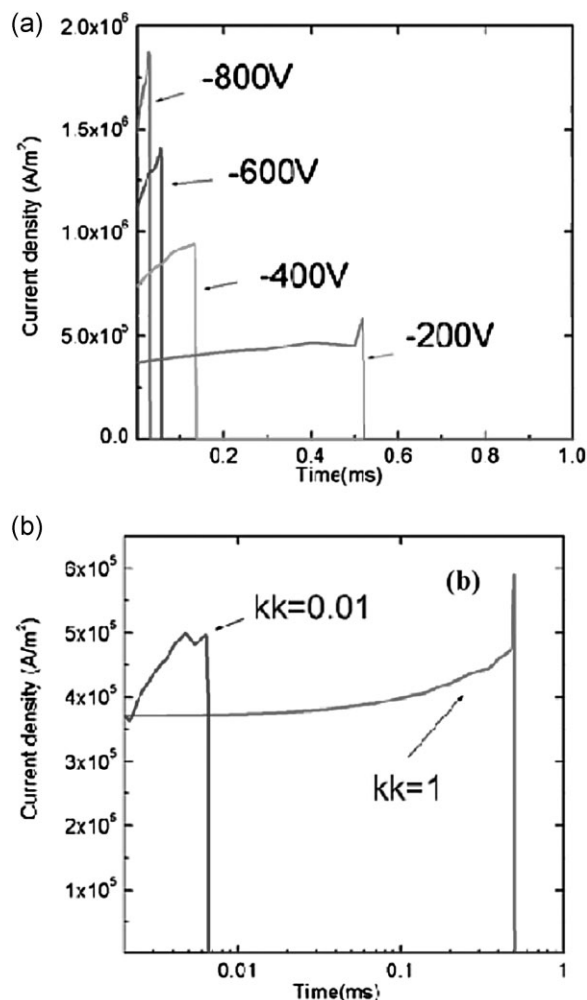 (a)
2.0x10⁶
-800V
1.5x10⁶
-600V
1.0x10⁶
-400V
5.0x10⁵
-200V
0.0
0.2 0.4 0.6 0.8 1.0
Current density (A/m²)
Time(ms)
(b)
6x10⁵
(b)
kk=0.01
5x10⁵
4x10⁵
3x10⁵
kk=1
2x10⁵
1x10⁵
0.01 0.1 1
Current density (A/m²)
Time(ms)